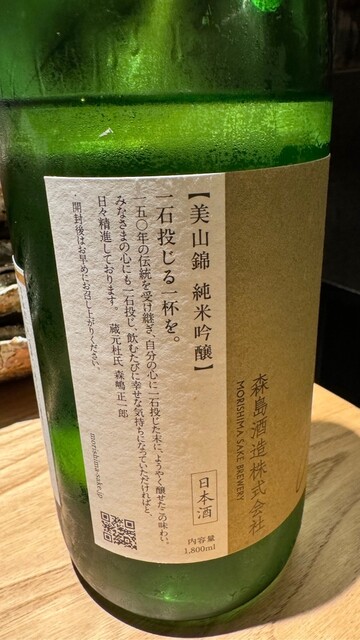 森島酒造株式会社
MORISHIMA SAKE BREWERY
【美山錦 純米吟醸】
一石投じる一杯を。
一五〇年の伝統を受け継ぎ、自分の心に一石投じた末に、ようやく醸せたこの味わい。
みなさまの心にも一石投じ、飲むたびに幸せな気持ちになっていただければと、
日々精進しております。 蔵元杜氏 森嶋 正一郎
・開封後はお早めにお召し上がりください。
日本酒
内容量
1,800ml
morishima-sake.jp